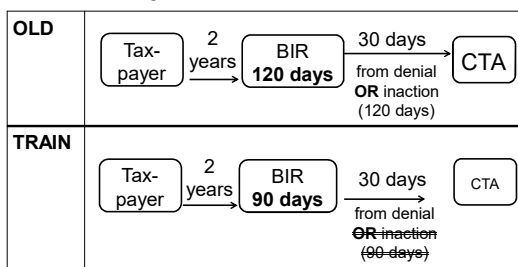 OLD
Tax-
payer
2
years
BIR
120 days
30 days
from denial
OR inaction
(120 days)
CTA
TRAIN
Tax-
payer
2
years
BIR
90 days
30 days
from denial
OR inaction
(90 days)
CTA